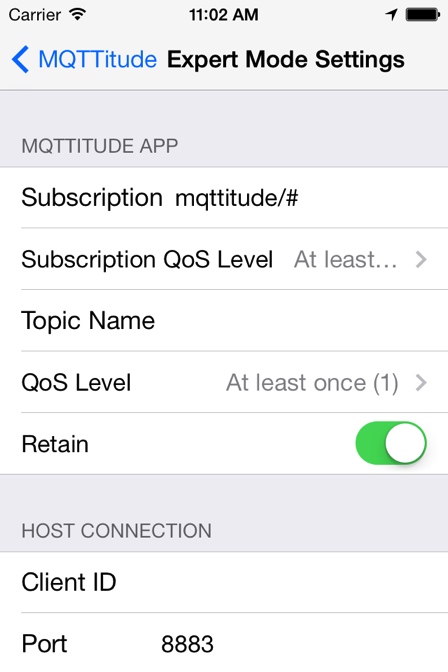 Carrier 11:02 AM
MQTTitude Expert Mode Settings
MQTTITUDE APP
Subscription mqttitude/#
Subscription QoS Level At least...
Topic Name
QoS Level At least once (1)
Retain
HOST CONNECTION
Client ID
Port 8883